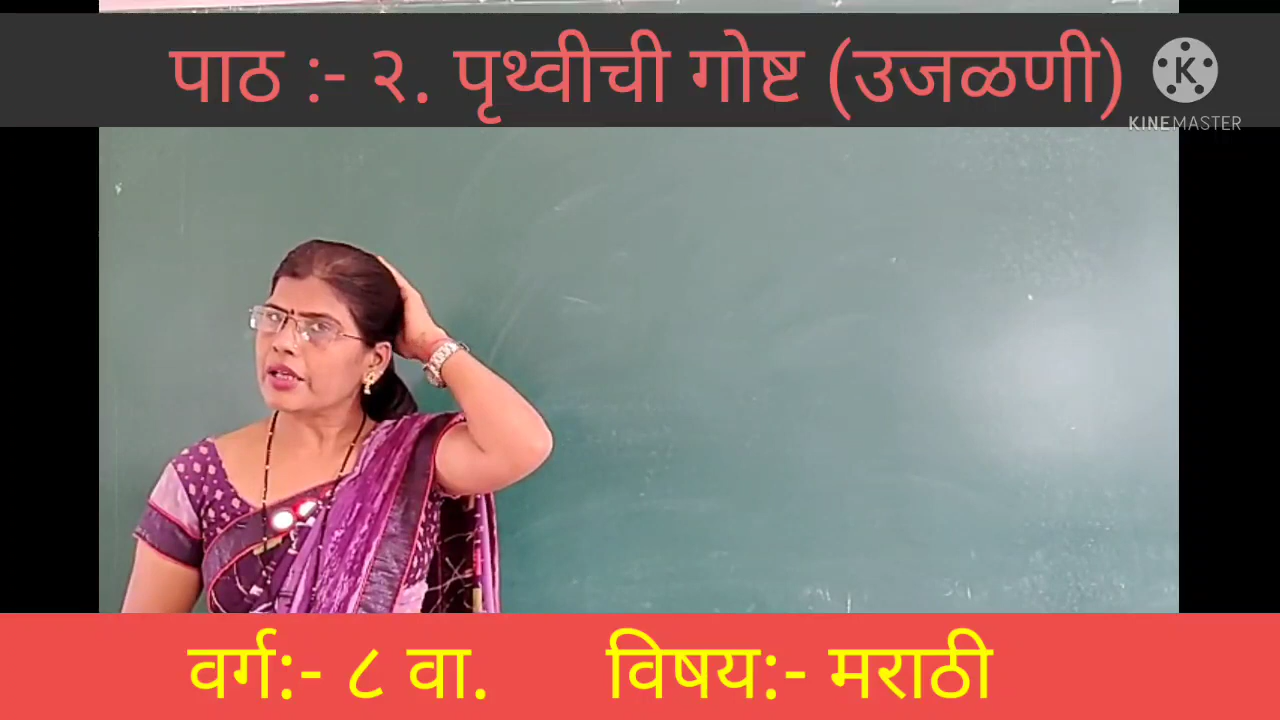 पाठ :- २. पृथ्वीची गोष्ट (उजळणी)
KINEMASTER
वर्ग:- ८ वा. विषय:- मराठी